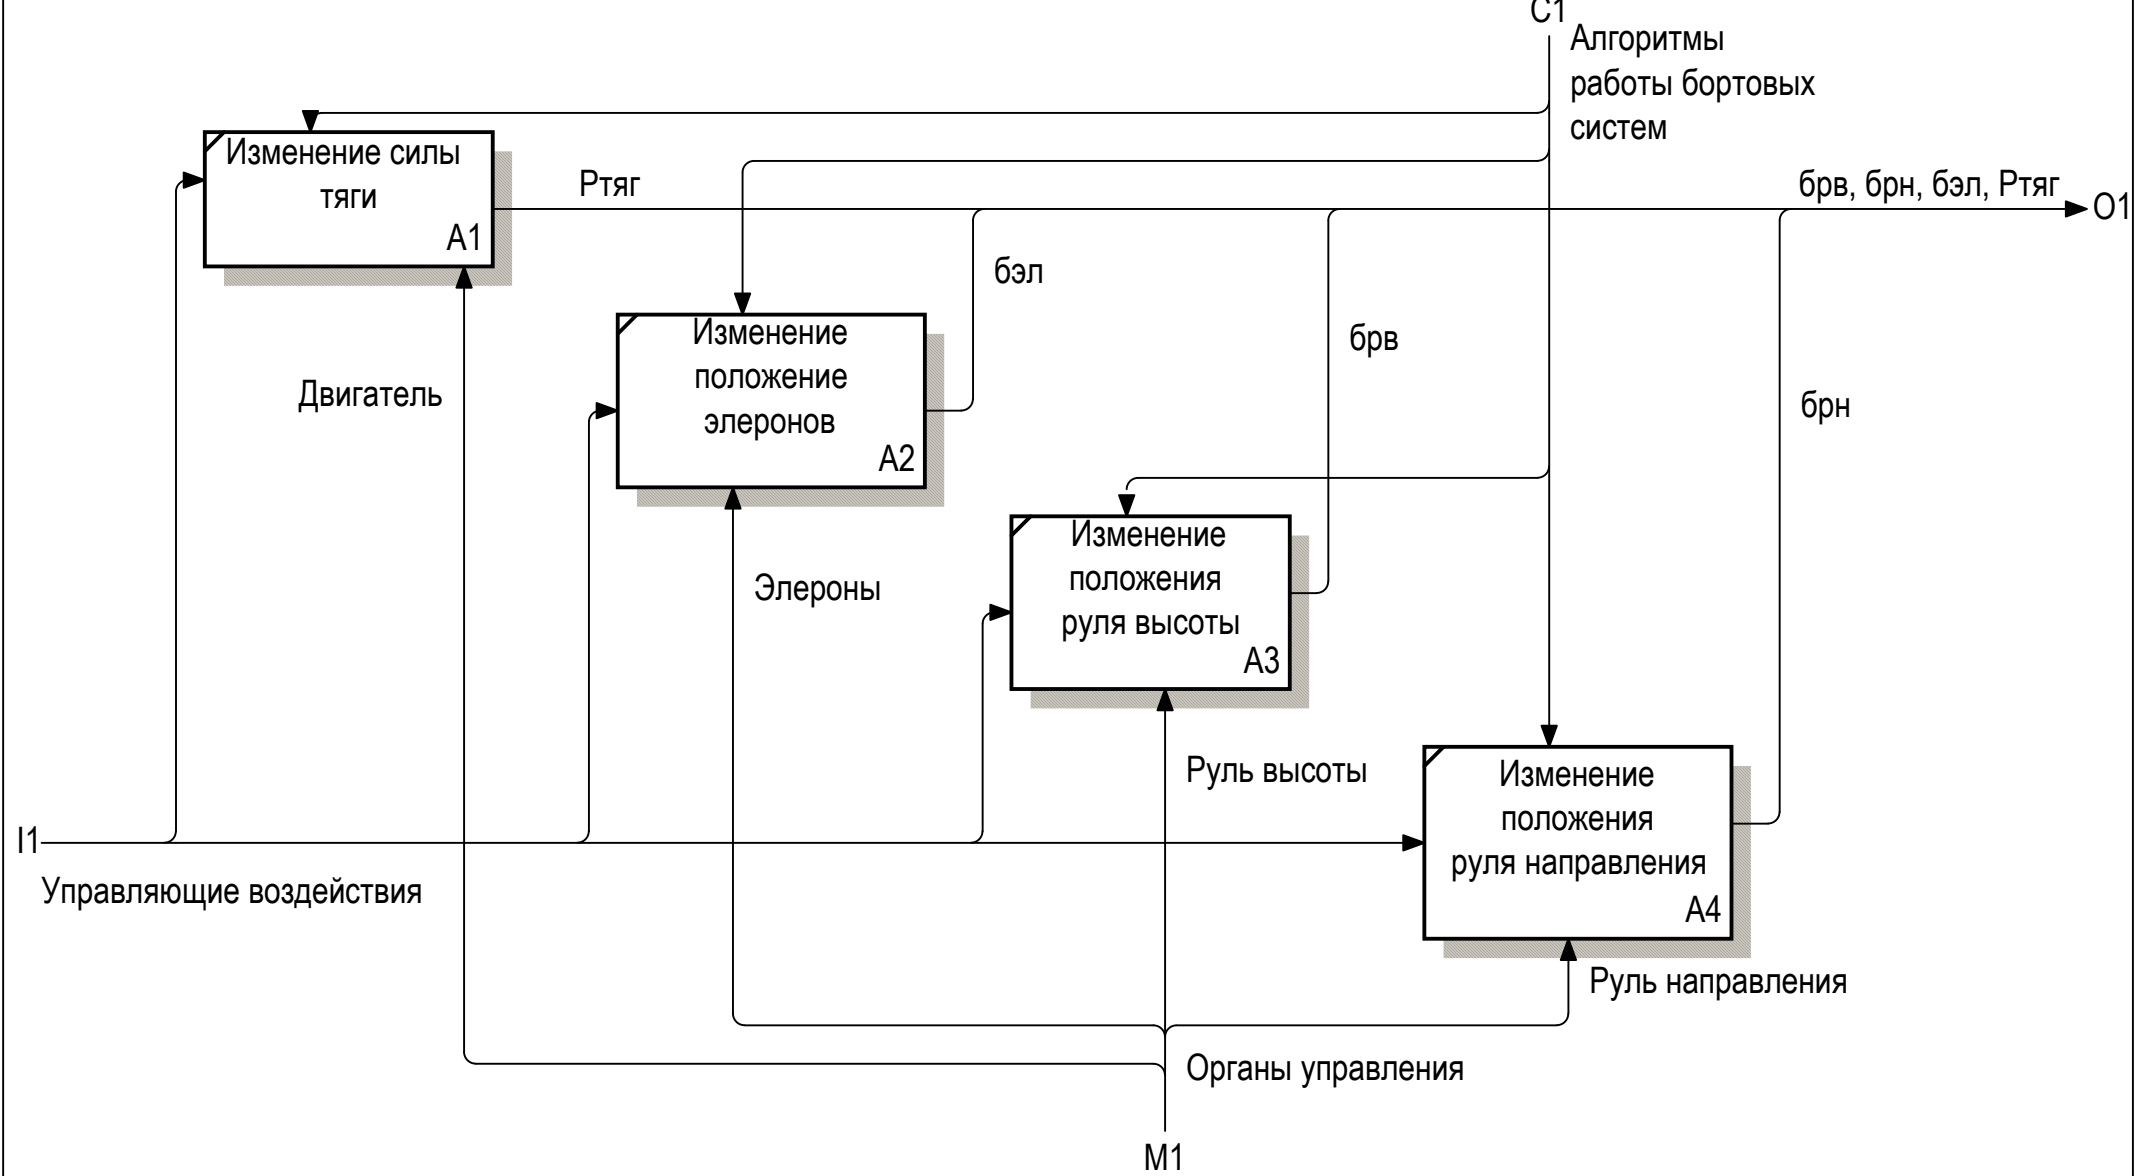 C1
Алгоритмы
работы бортовых
систем
Изменение силы
тяги
A1
Pтяг
брв, брн, бэл, Pтяг
O1
бэл
Изменение
положение
элеронов
A2
Двигатель
брв
брн
Изменение
положения
руля высоты
A3
Элероны
Руль высоты
Изменение
положения
руля направления
A4
I1
Управляющие воздействия
Руль направления
Органы управления
M1